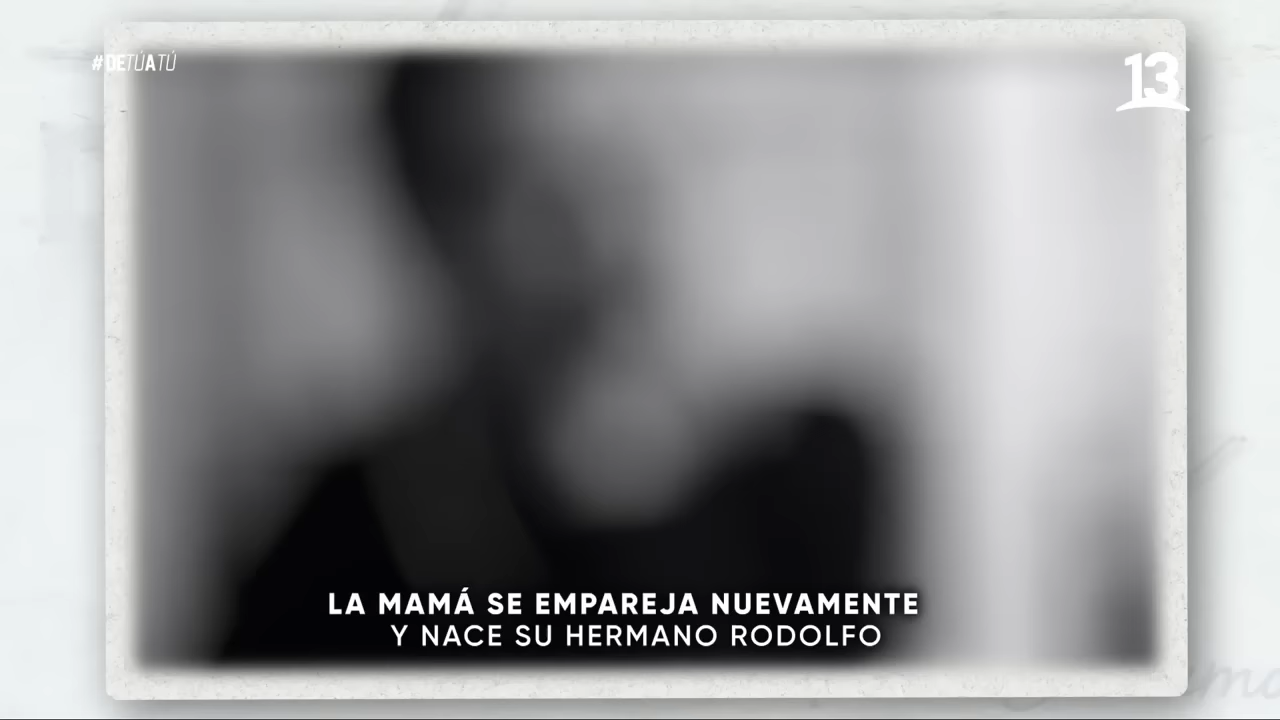 #DETÚATÚ
13
LA MAMÁ SE EMPAREJA NUEVAMENTE
Y NACE SU HERMANO RODOLFO